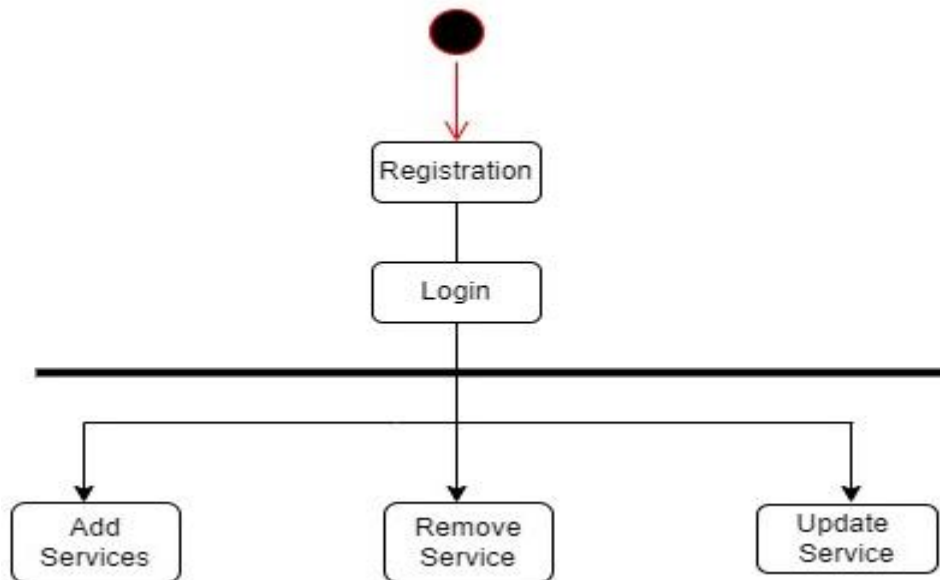 Registration
Login
Add
Services
Remove
Service
Update
Service